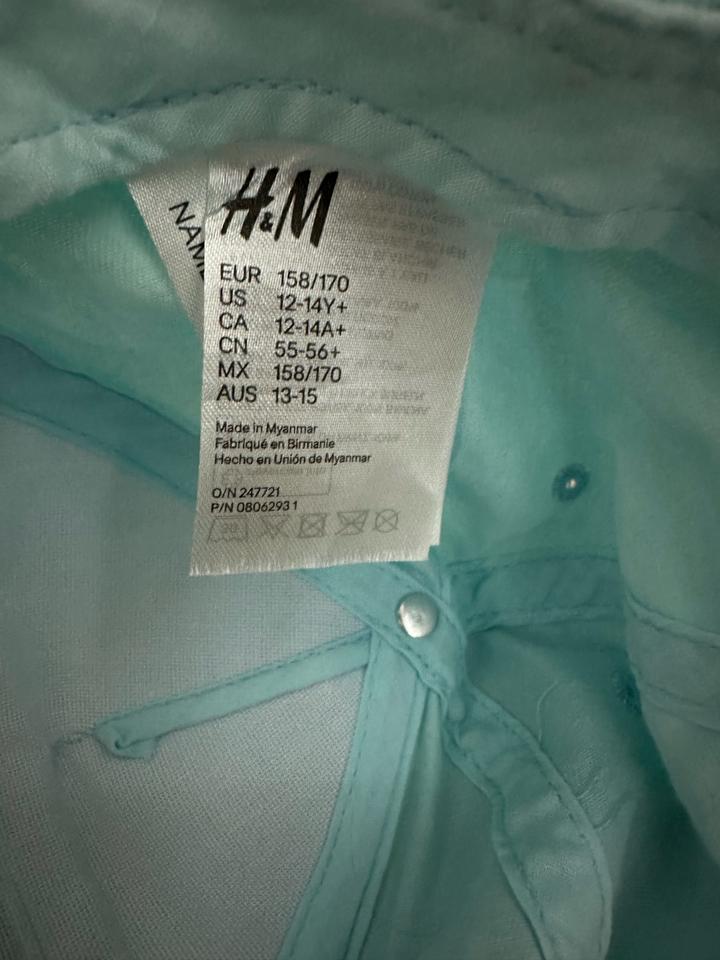 H&M
EUR 158/170
US 12-14Y+
CA 12-14A+
CN 55-56+
MX 158/170
AUS 13-15
Made in Myanmar
Fabriqué en Birmanie
Hecho en Unión de Myanmar
O/N 247721
P/N 08062931
30